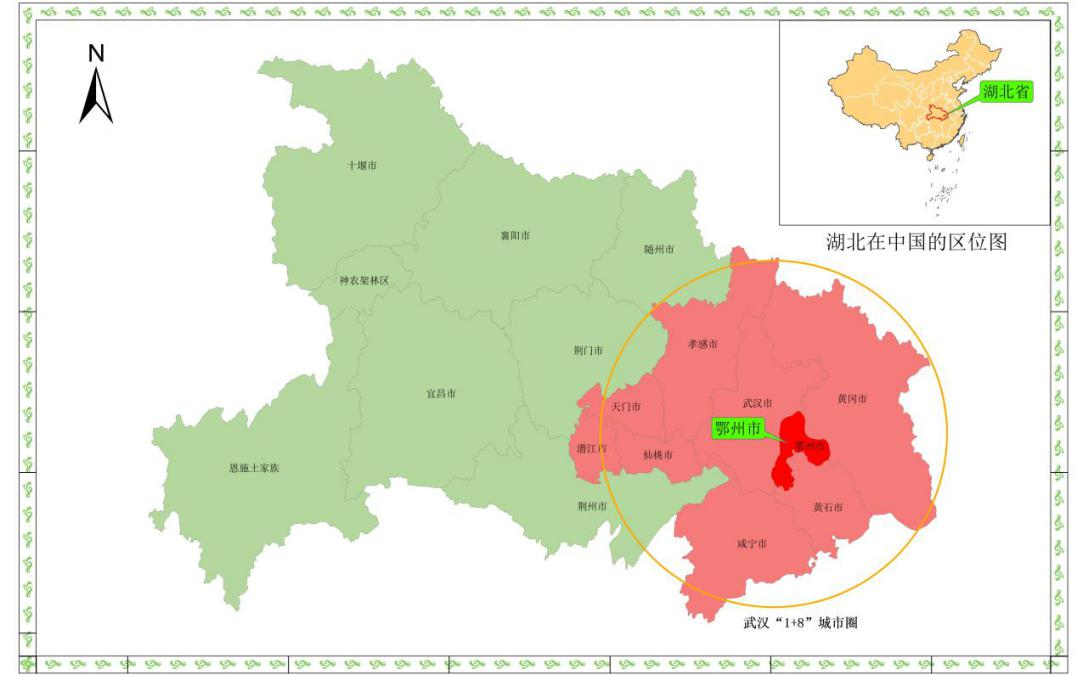 N
湖北省
湖北在中国的区位图
十堰市
襄阳市
随州市
神农架林区
孝感市
荆门市
宜昌市
天门市
武汉市
黄冈市
鄂州市
鄂州市
潜江市
仙桃市
恩施土家族
荆州市
黄石市
咸宁市
武汉“1+8”城市圈